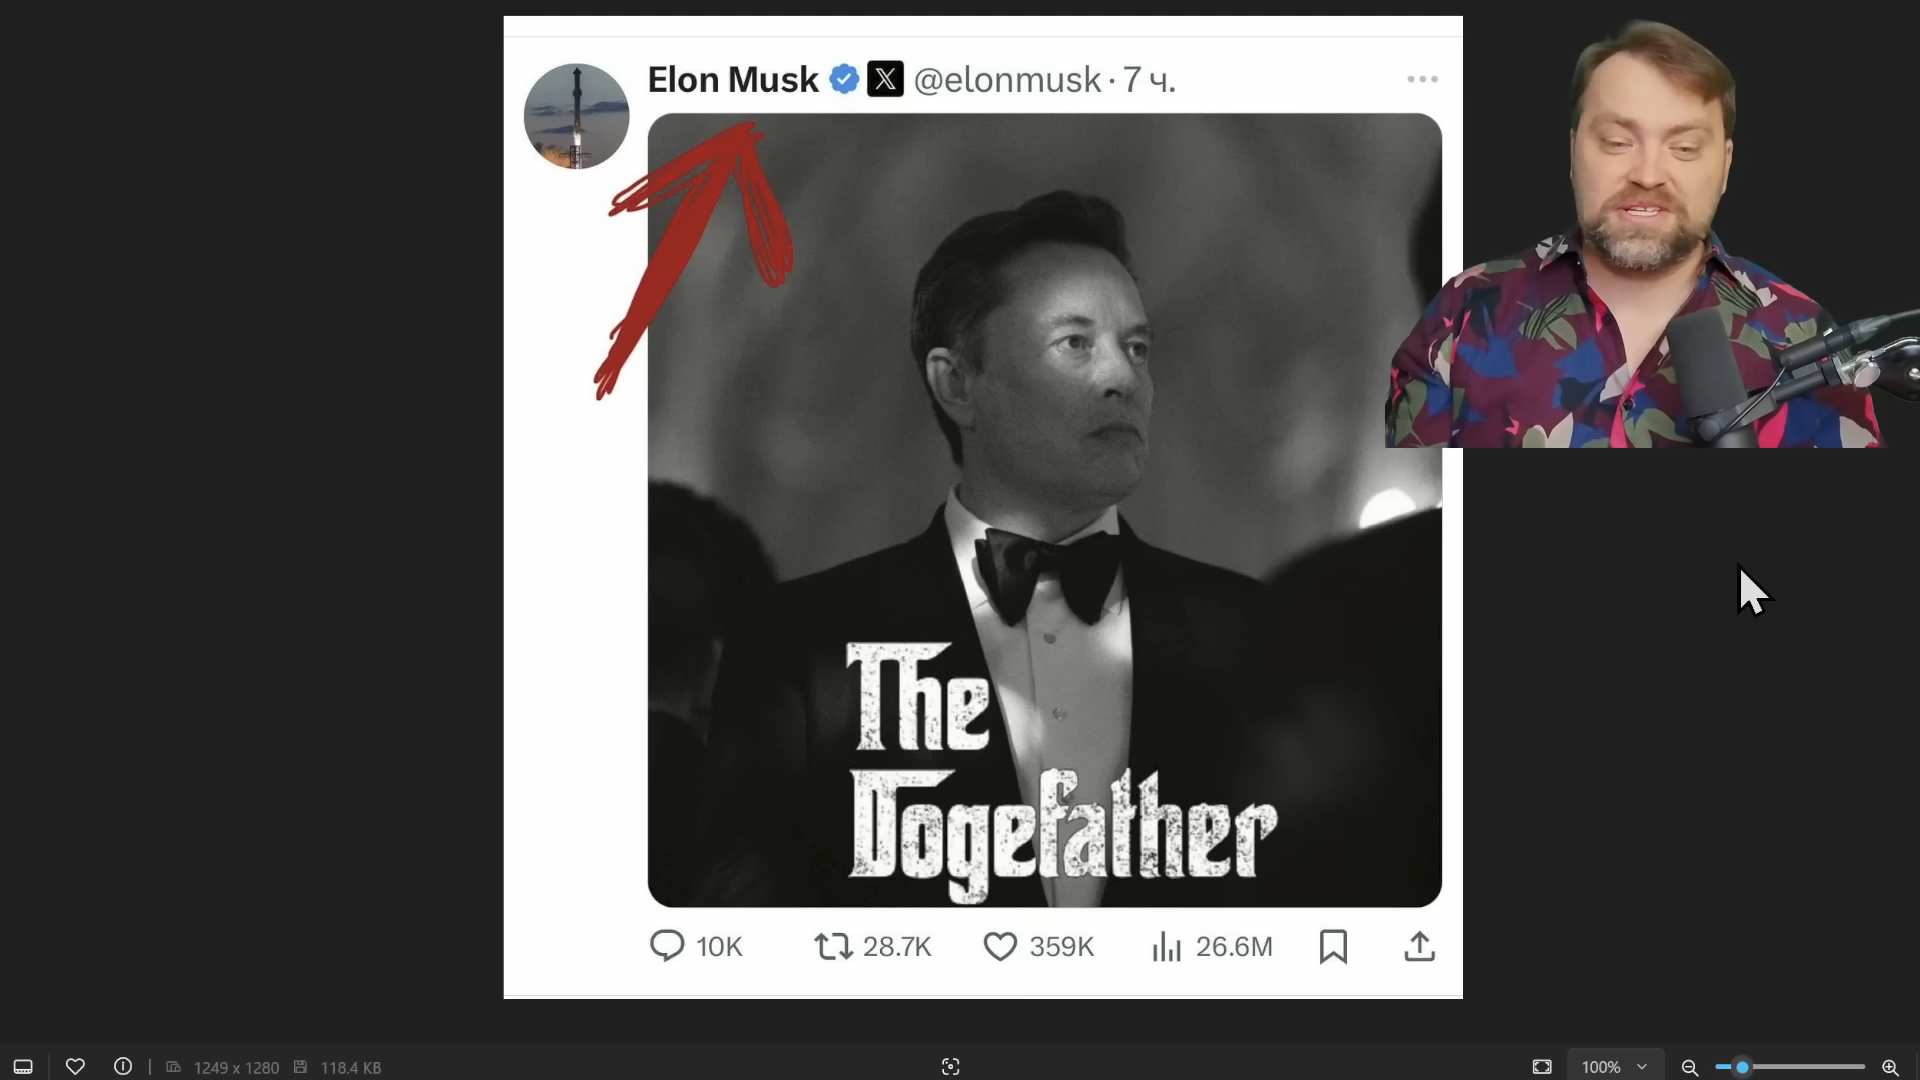 Elon Musk @elonmusk · 7 ч.
The
Dogefather
10K 28.7K 359K 26.6M
1249 x 1280 118.4 KB 100%